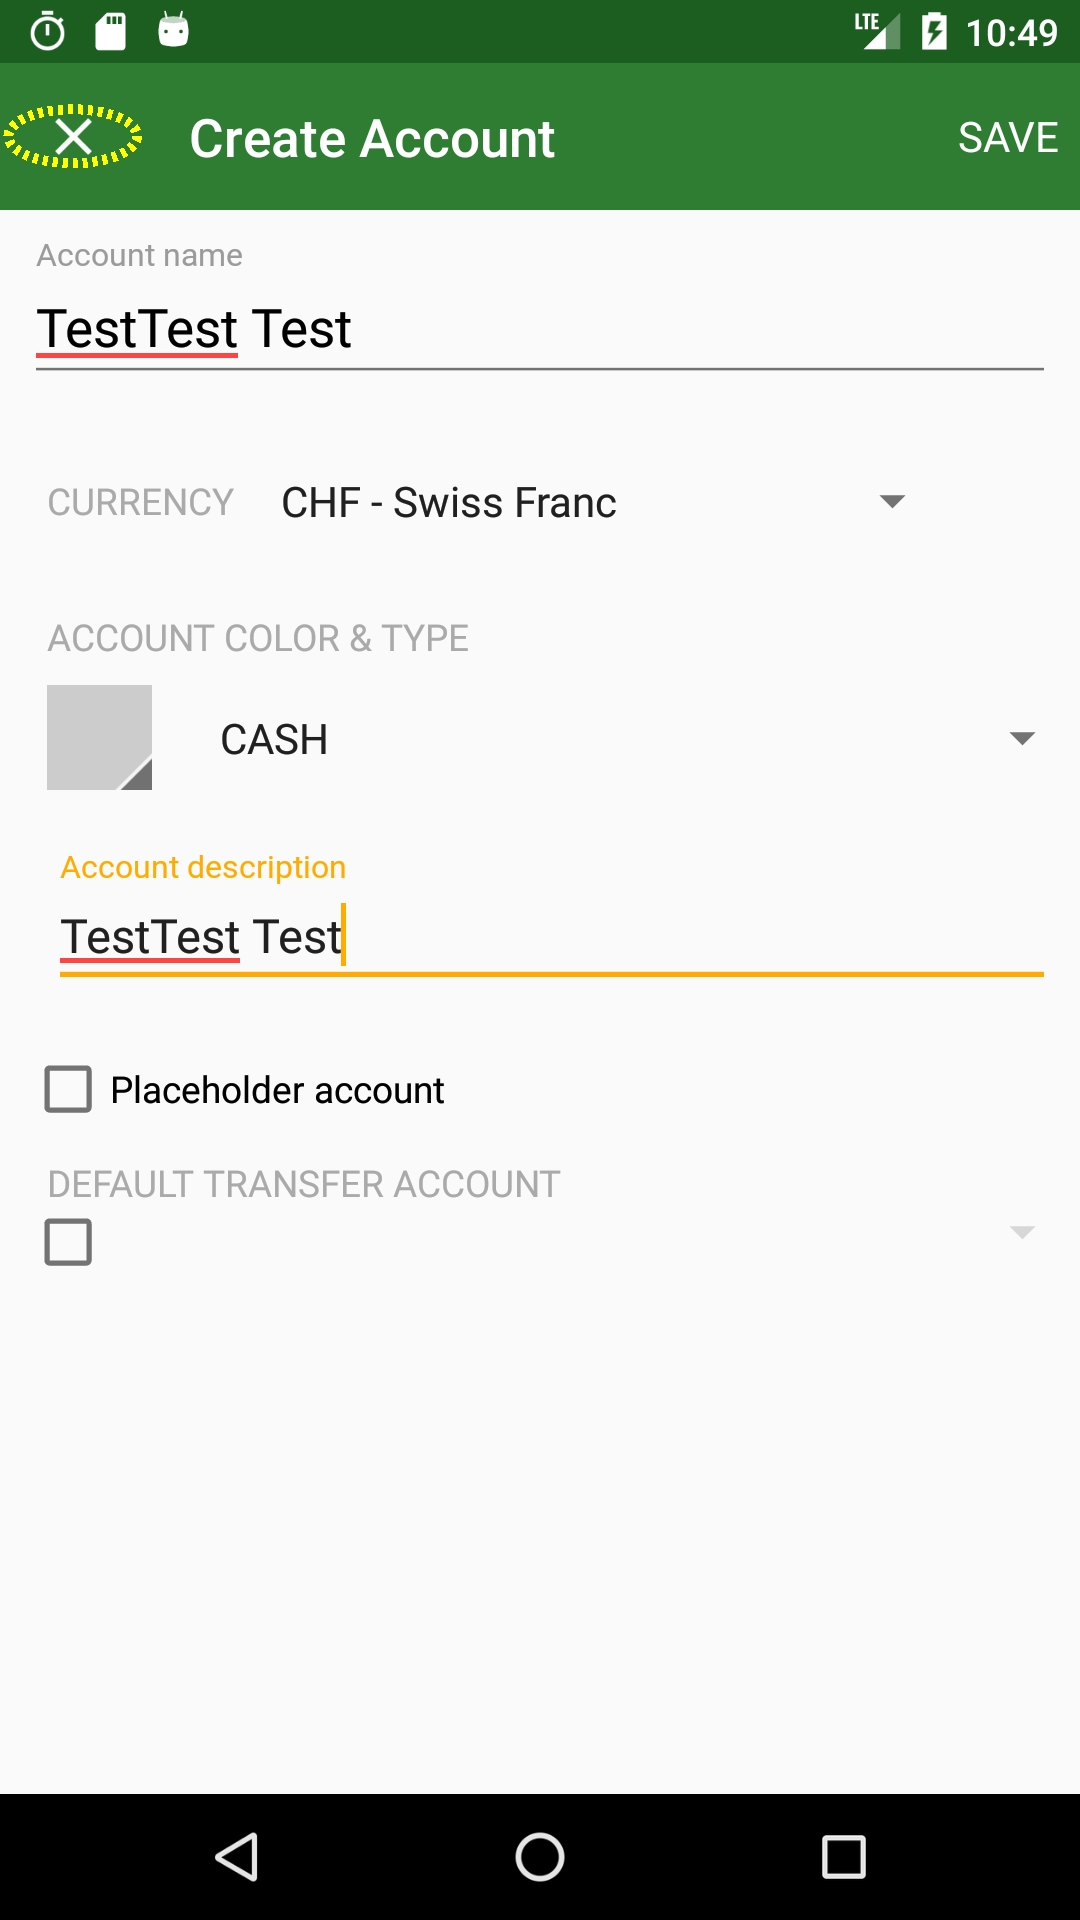 LTE 10:49
Create Account SAVE
Account name
TestTest Test
CURRENCY CHF - Swiss Franc
ACCOUNT COLOR & TYPE
CASH
Account description
TestTest Test
Placeholder account
DEFAULT TRANSFER ACCOUNT